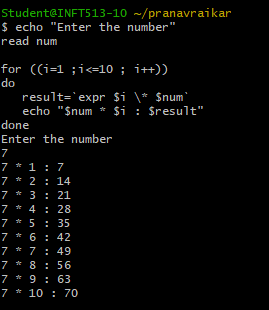 Student@INFT513-10 ~/pranavraikar
$ echo "Enter the number"
read num

for ((i=1 ;i<=10 ; i++))
do
   result=`expr $i \* $num`
   echo "$num * $i : $result"
done
Enter the number
7
7 * 1 : 7
7 * 2 : 14
7 * 3 : 21
7 * 4 : 28
7 * 5 : 35
7 * 6 : 42
7 * 7 : 49
7 * 8 : 56
7 * 9 : 63
7 * 10 : 70